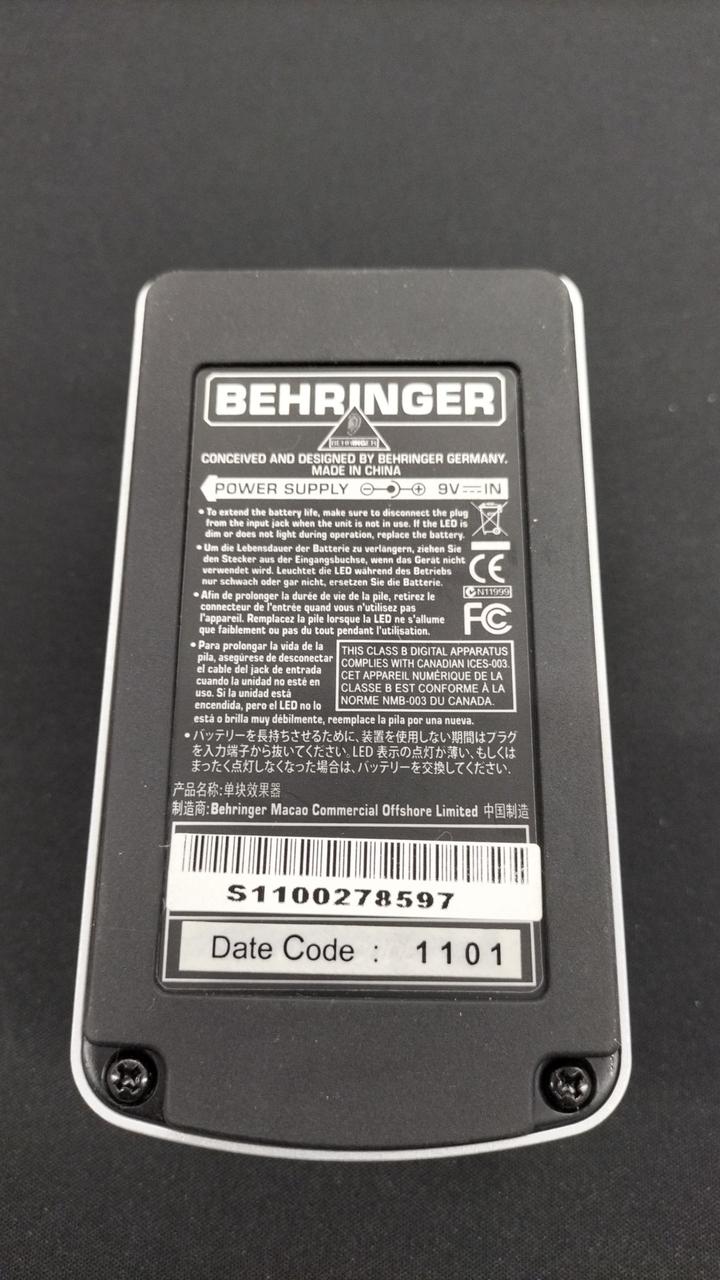 BEHRINGER
BEHRINGER
CONCEIVED AND DESIGNED BY BEHRINGER GERMANY.
MADE IN CHINA
POWER SUPPLY 9V IN
• To extend the battery life, make sure to disconnect the plug
from the input jack when the unit is not in use. If the LED is
dim or does not light during operation, replace the battery.
• Um die Lebensdauer der Batterie zu verlängern, ziehen Sie
den Stecker aus der Eingangsbuchse, wenn das Gerät nicht
verwendet wird. Leuchtet die LED während des Betriebs
nur schwach oder gar nicht, ersetzen Sie die Batterie.
CE
N11999
• Afin de prolonger la durée de vie de la pile, retirez le
connecteur de l'entrée quand vous n'utilizez pas
l'appareil. Remplacez la pile lorsque la LED ne s'allume
que faiblement ou pas du tout pendant l'utilisation.
FC
• Para prolongar la vida de la
pila, asegúrese de desconectar
el cable del jack de entrada
cuando la unidad no esté en
uso. Si la unidad está
encendida, pero el LED no lo
está o brilla muy débilmente, reemplace la pila por una nueva.
THIS CLASS B DIGITAL APPARATUS
COMPLIES WITH CANADIAN ICES-003.
CET APPAREIL NUMÉRIQUE DE LA
CLASSE B EST CONFORME À LA
NORME NMB-003 DU CANADA.
• バッテリーを長持ちさせるために、装置を使用しない期間はプラグ
を入力端子から抜いてください。LED 表示の点灯が薄い、もしくは
まったく点灯しなくなった場合は、バッテリーを交換してください.
产品名称:单块效果器
制造商:Behringer Macao Commercial Offshore Limited 中国制造
S1100278597
Date Code : 1101